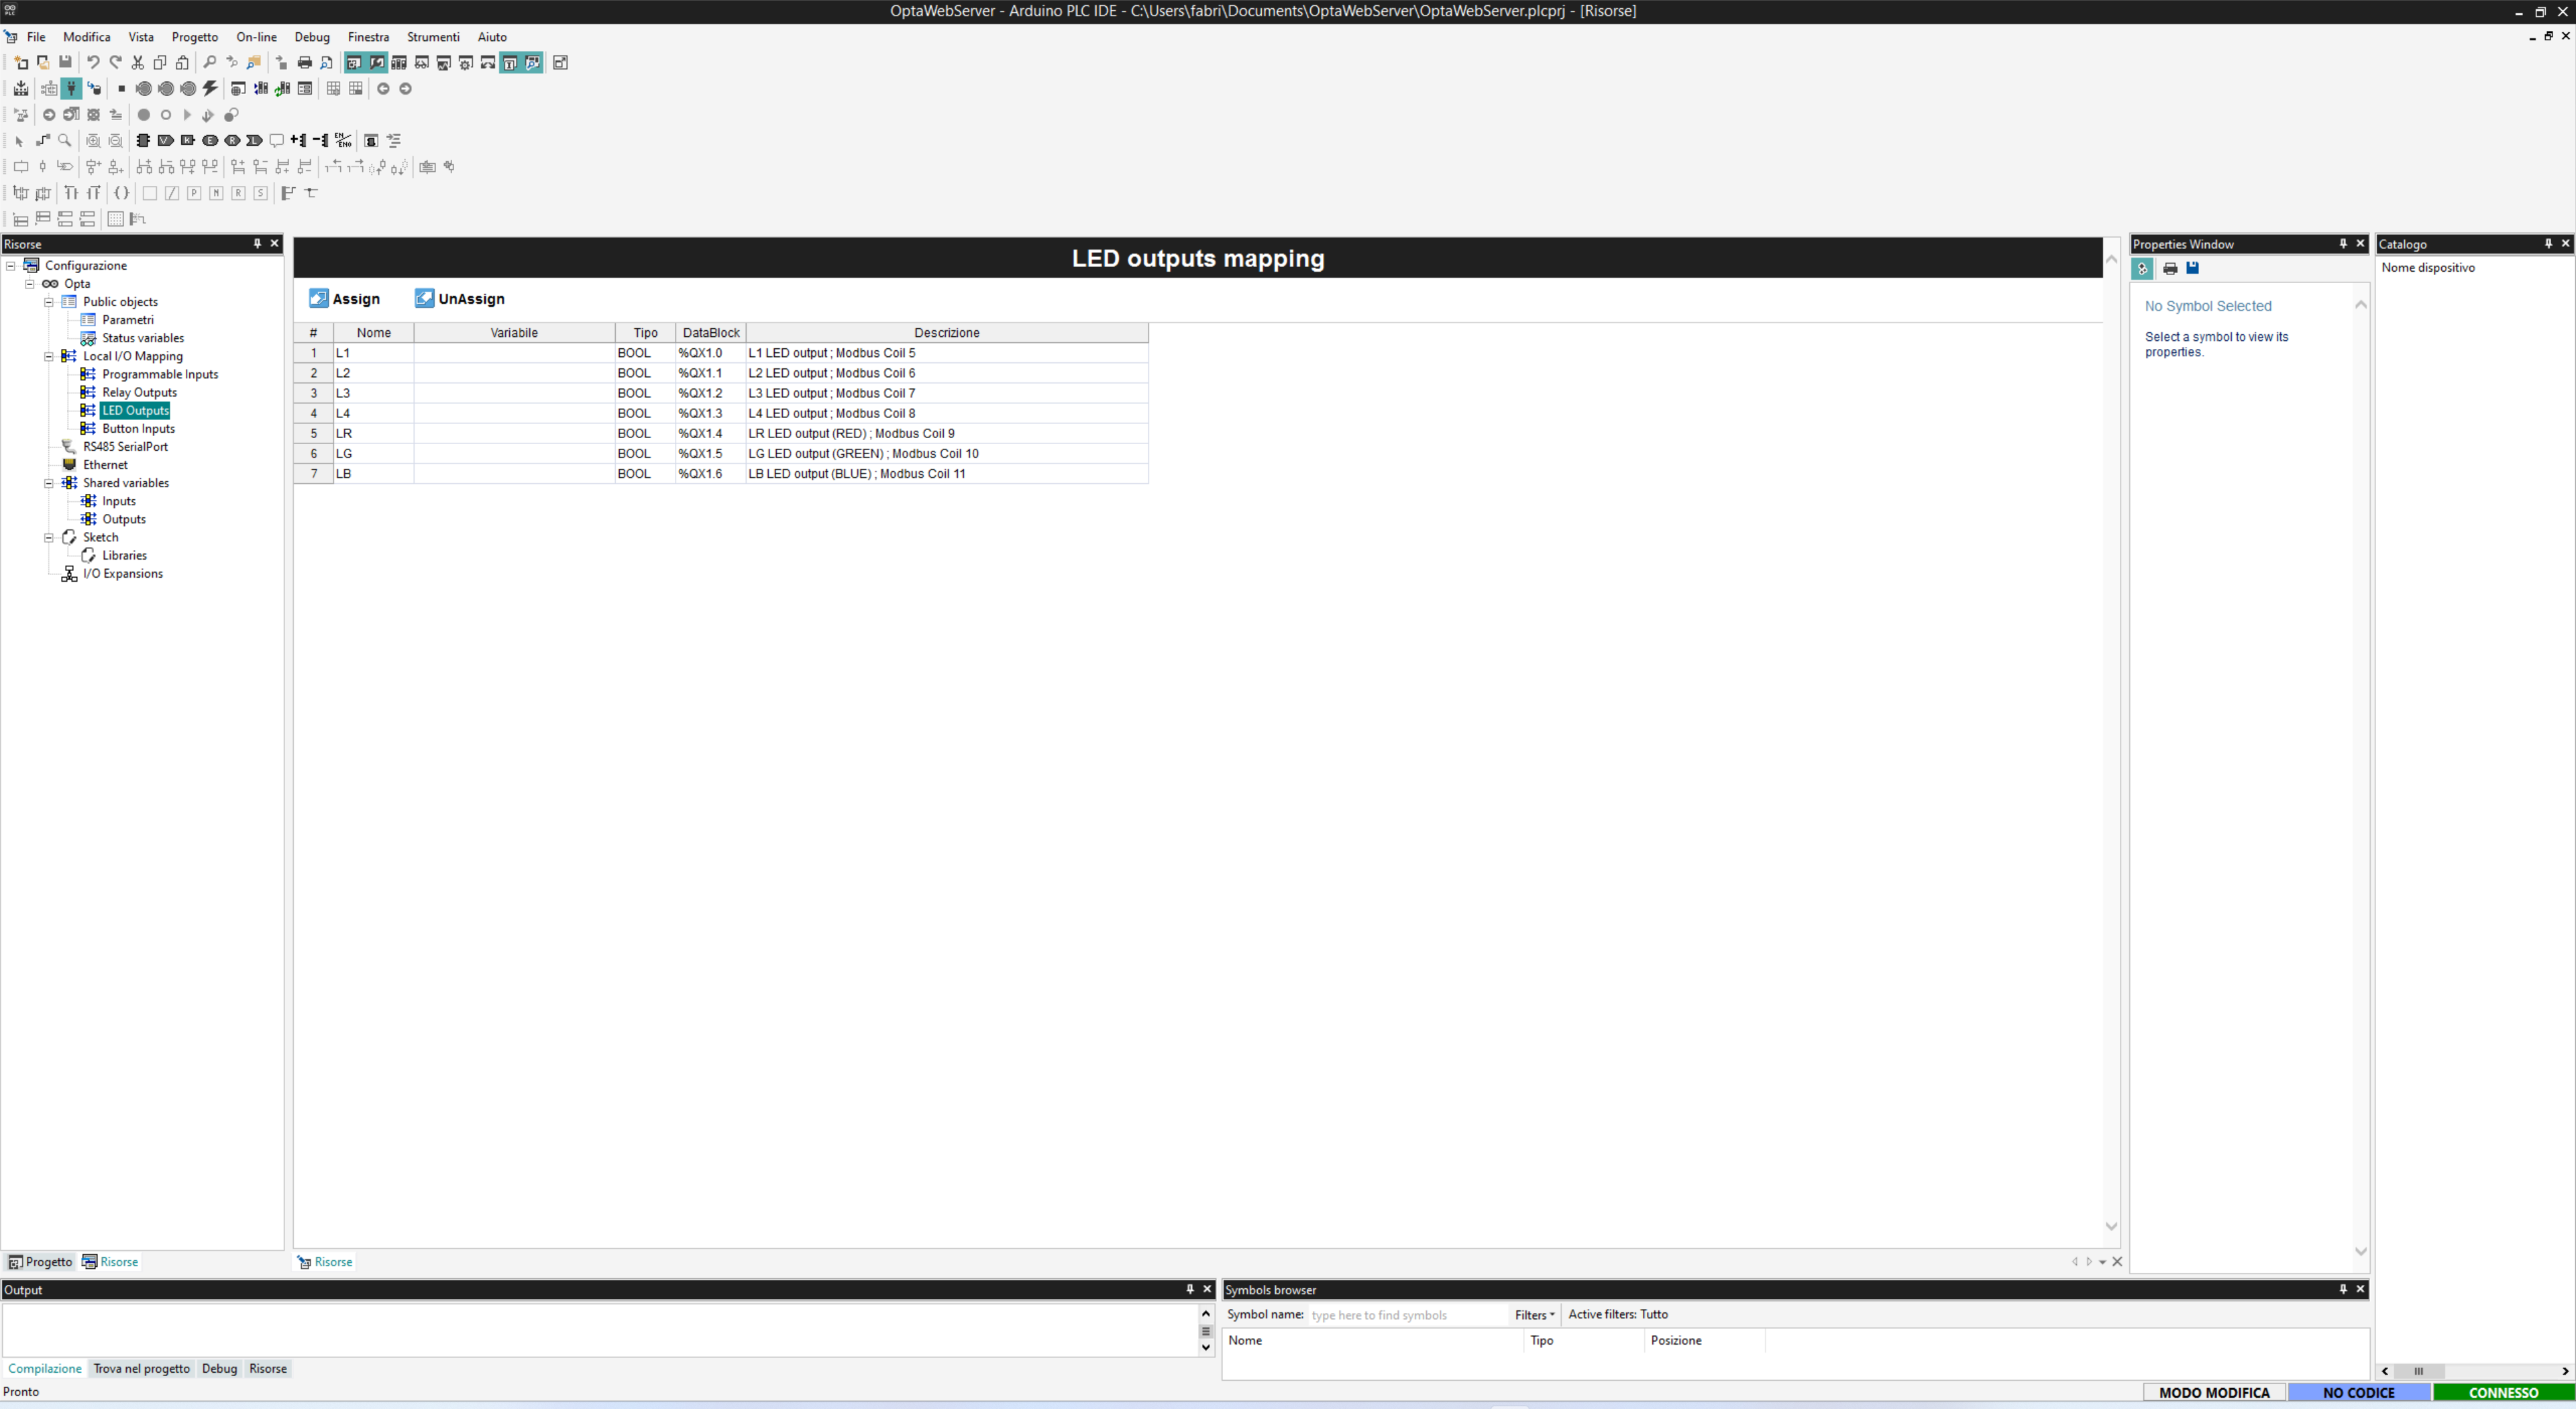 OptaWebServer - Arduino PLC IDE - C:\Users\fabri\Documents\OptaWebServer\OptaWebServer.plcprj - [Risorse]
File Modifica Vista Progetto On-line Debug Finestra Strumenti Aiuto
Risorse
Configurazione
Opta
Public objects
Parametri
Status variables
Local I/O Mapping
Programmable Inputs
Relay Outputs
LED Outputs
Button Inputs
RS485 SerialPort
Ethernet
Shared variables
Inputs
Outputs
Sketch
Libraries
I/O Expansions
Progetto Risorse
LED outputs mapping
Assign UnAssign
# Nome Variabile Tipo DataBlock Descrizione
1 L1 BOOL %QX1.0 L1 LED output ; Modbus Coil 5
2 L2 BOOL %QX1.1 L2 LED output ; Modbus Coil 6
3 L3 BOOL %QX1.2 L3 LED output ; Modbus Coil 7
4 L4 BOOL %QX1.3 L4 LED output ; Modbus Coil 8
5 LR BOOL %QX1.4 LR LED output (RED) ; Modbus Coil 9
6 LG BOOL %QX1.5 LG LED output (GREEN) ; Modbus Coil 10
7 LB BOOL %QX1.6 LB LED output (BLUE) ; Modbus Coil 11
Risorse
Properties Window
No Symbol Selected
Select a symbol to view its
properties.
Catalogo
Nome dispositivo
Output
Compilazione Trova nel progetto Debug Risorse
Symbols browser
Symbol name: type here to find symbols Filters Active filters: Tutto
Nome Tipo Posizione
Pronto
MODO MODIFICA NO CODICE CONNESSO